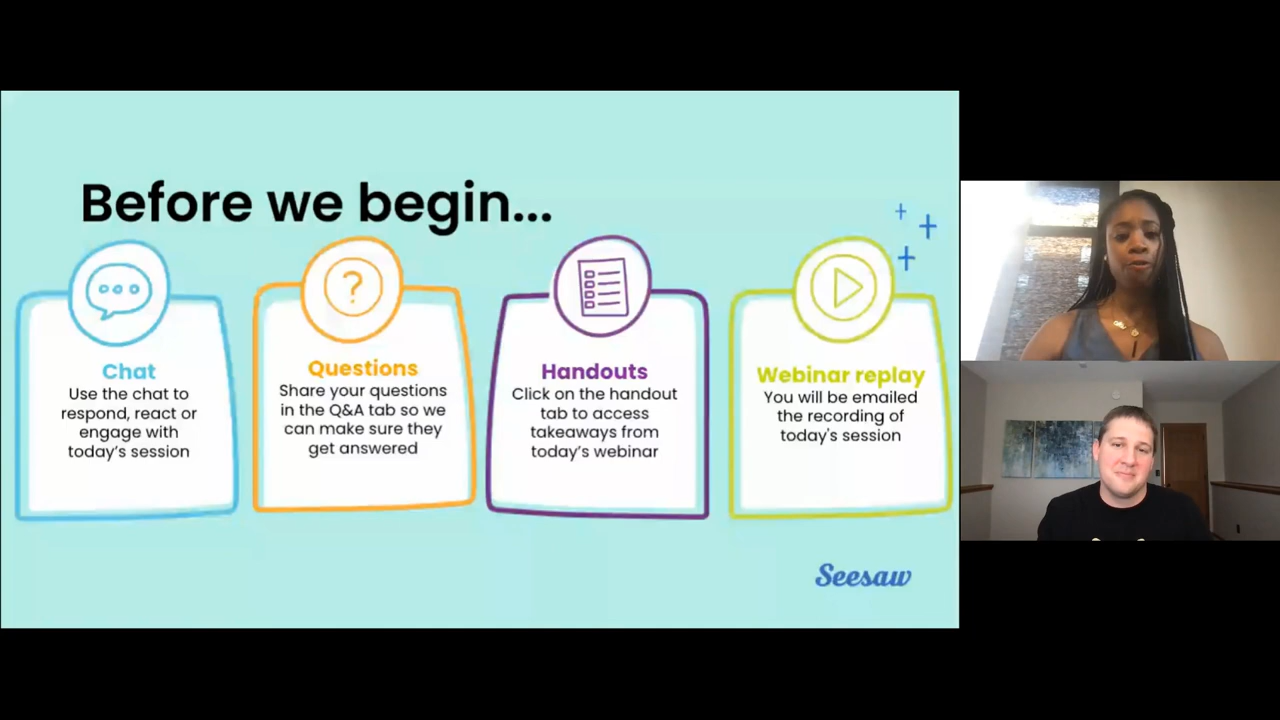 Before we begin...
?
Chat
Use the chat to
respond, react or
engage with
today's session
Questions
Share your questions
in the Q&A tab so we
can make sure they
get answered
Handouts
Click on the handout
tab to access
takeaways from
today's webinar
Webinar replay
You will be emailed
the recording of
today's session
Seesaw